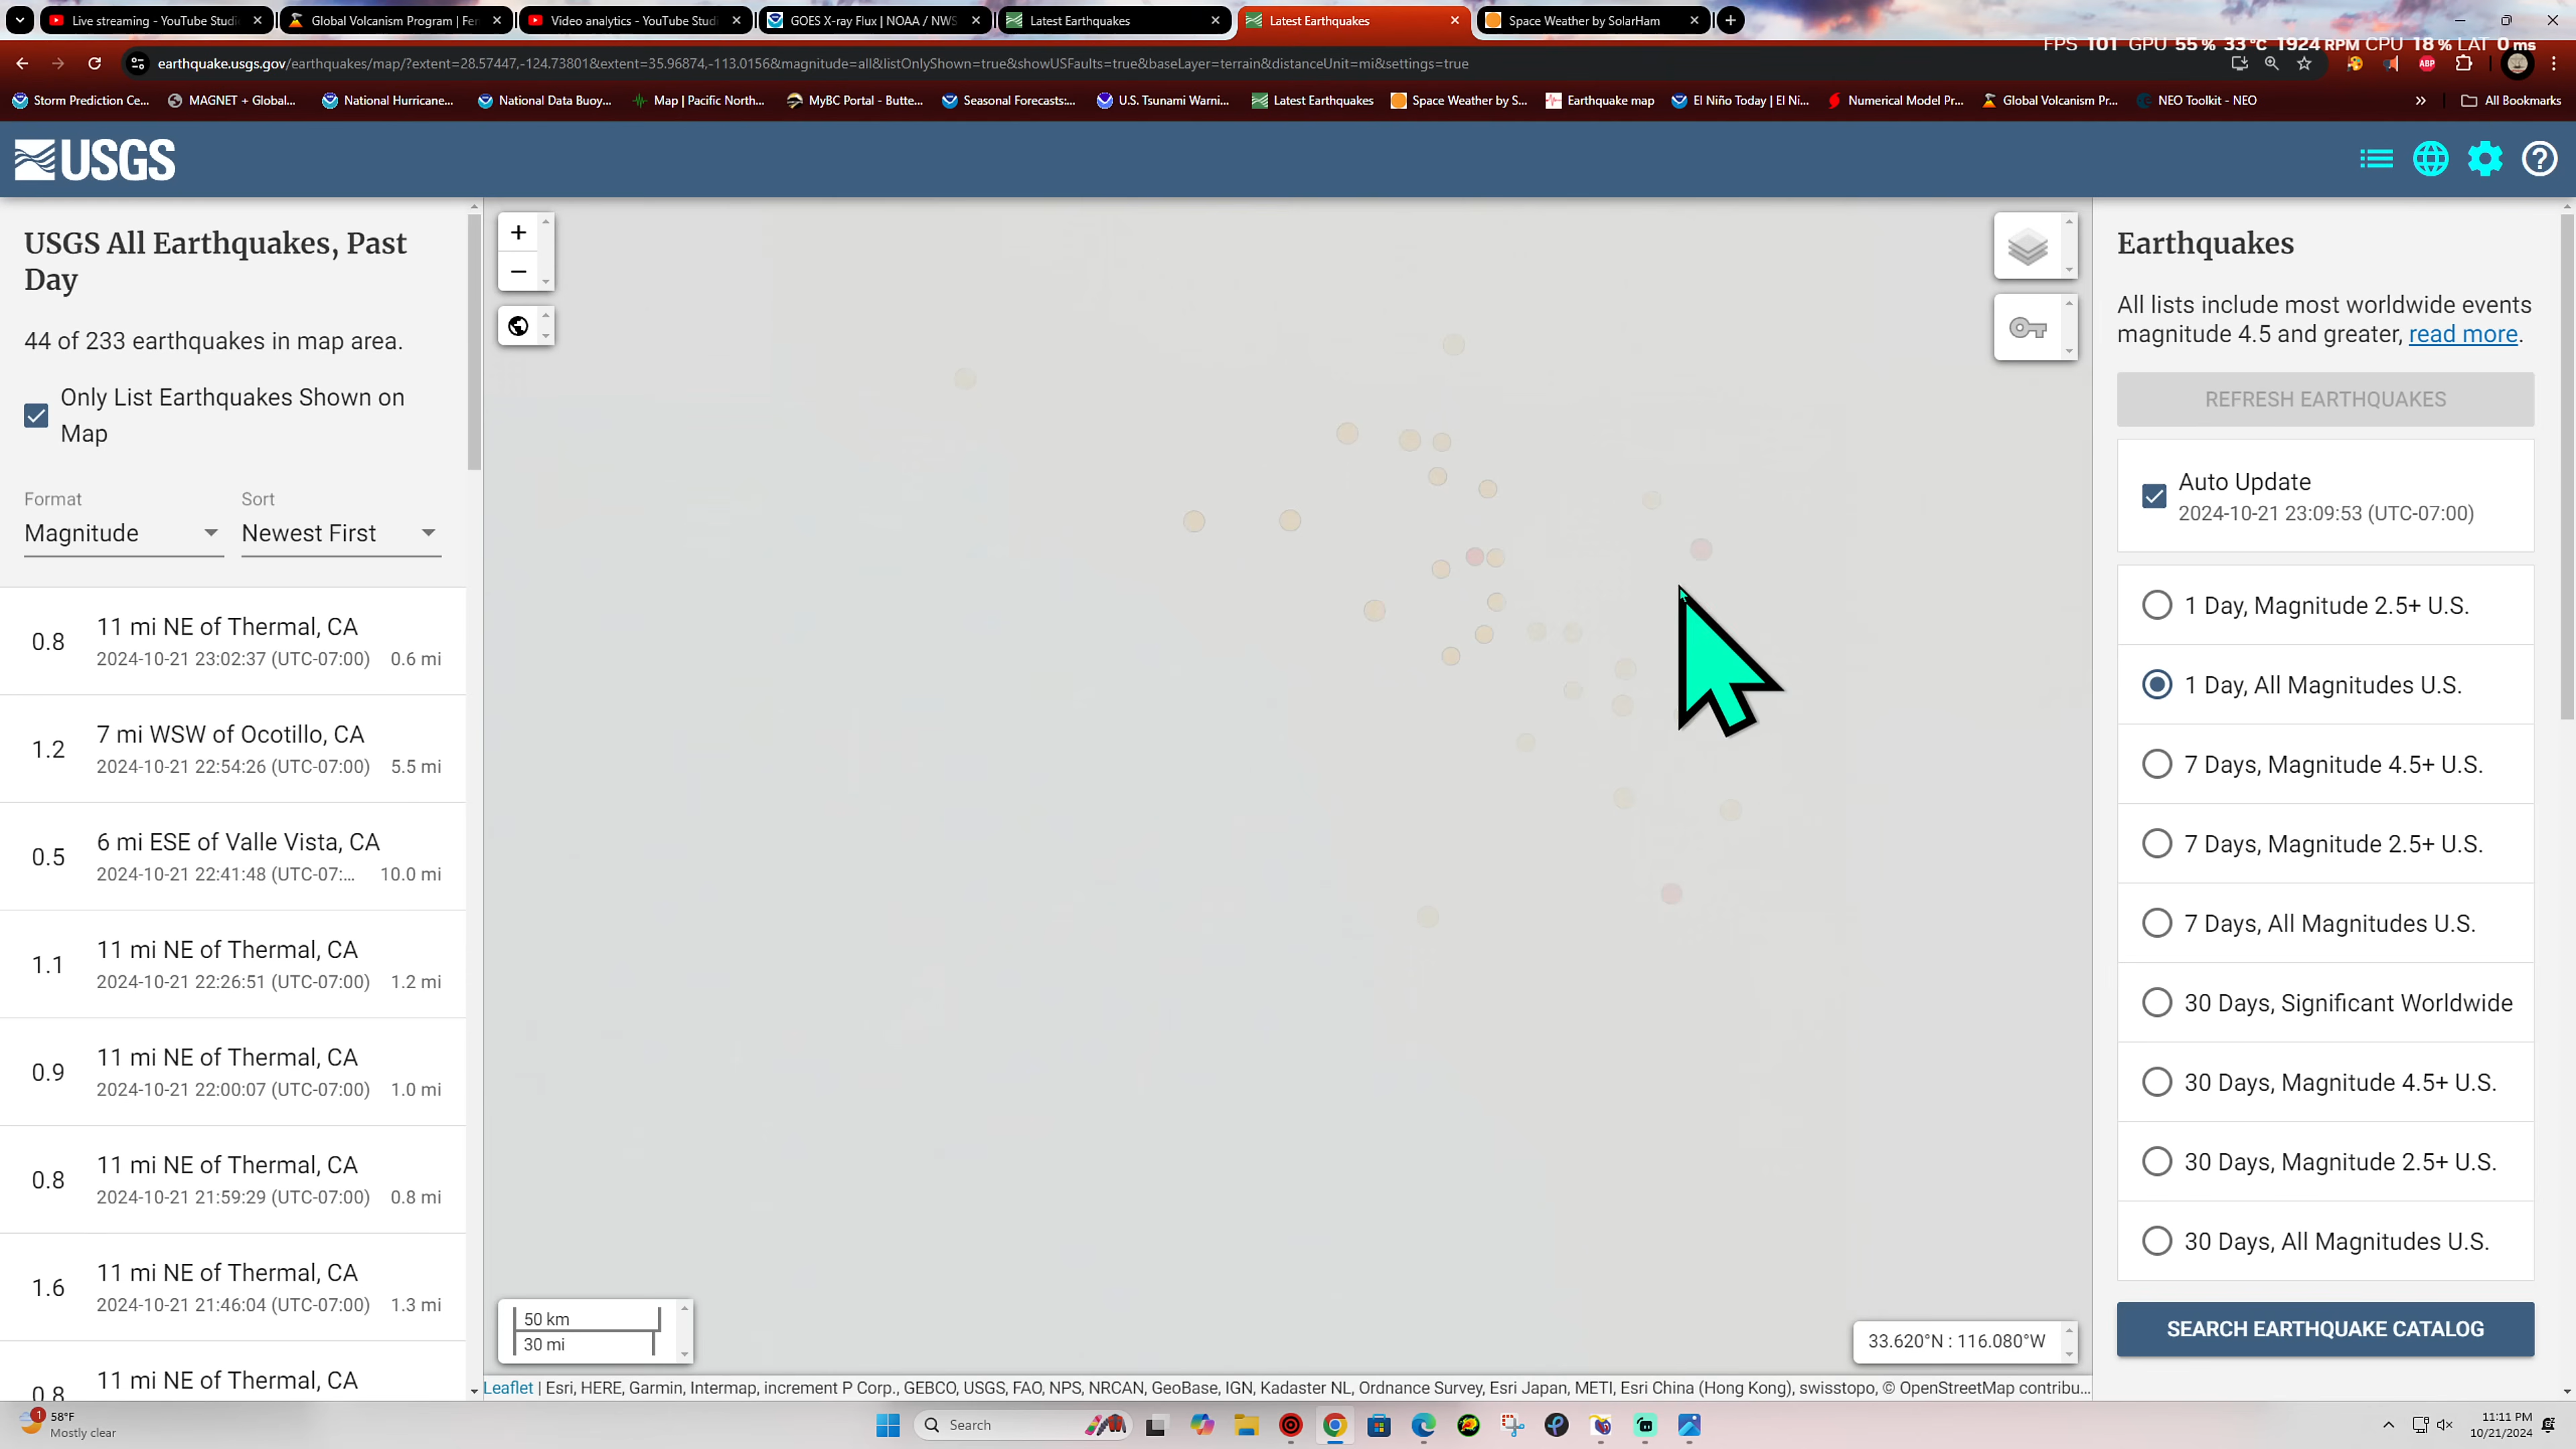 Live streaming - YouTube Studi
Global Volcanism Program | Fer
Video analytics - YouTube Studi
GOES X-ray Flux | NOAA / NWS
Latest Earthquakes
Latest Earthquakes
Space Weather by SolarHam
FPS 101 GPU 55 % 33 °C 1924 RPM CPU 18 % LAT 0 ms
earthquake.usgs.gov/earthquakes/map/?extent=28.57447,-124.73801&extent=35.96874,-113.0156&magnitude=all&listOnlyShown=true&showUSFaults=true&baseLayer=terrain&distanceUnit=mi&settings=true
ABP
Storm Prediction Ce...
MAGNET + Global...
National Hurricane...
National Data Buoy...
Map | Pacific North...
MyBC Portal - Butte...
Seasonal Forecasts:...
U.S. Tsunami Warni...
Latest Earthquakes
Space Weather by S...
Earthquake map
El Niño Today | El Ni...
Numerical Model Pr...
Global Volcanism Pr...
NEO Toolkit - NEO
All Bookmarks
USGS
USGS All Earthquakes, Past
Day
44 of 233 earthquakes in map area.
Only List Earthquakes Shown on
Map
Format
Sort
Magnitude
Newest First
0.8
11 mi NE of Thermal, CA
2024-10-21 23:02:37 (UTC-07:00) 0.6 mi
1.2
7 mi WSW of Ocotillo, CA
2024-10-21 22:54:26 (UTC-07:00) 5.5 mi
0.5
6 mi ESE of Valle Vista, CA
2024-10-21 22:41:48 (UTC-07:... 10.0 mi
1.1
11 mi NE of Thermal, CA
2024-10-21 22:26:51 (UTC-07:00) 1.2 mi
0.9
11 mi NE of Thermal, CA
2024-10-21 22:00:07 (UTC-07:00) 1.0 mi
0.8
11 mi NE of Thermal, CA
2024-10-21 21:59:29 (UTC-07:00) 0.8 mi
1.6
11 mi NE of Thermal, CA
2024-10-21 21:46:04 (UTC-07:00) 1.3 mi
0.8
11 mi NE of Thermal, CA
+
−
50 km
30 mi
33.620°N : 116.080°W
Leaflet | Esri, HERE, Garmin, Intermap, increment P Corp., GEBCO, USGS, FAO, NPS, NRCAN, GeoBase, IGN, Kadaster NL, Ordnance Survey, Esri Japan, METI, Esri China (Hong Kong), swisstopo, © OpenStreetMap contribu...
Earthquakes
All lists include most worldwide events
magnitude 4.5 and greater, read more.
REFRESH EARTHQUAKES
Auto Update
2024-10-21 23:09:53 (UTC-07:00)
1 Day, Magnitude 2.5+ U.S.
1 Day, All Magnitudes U.S.
7 Days, Magnitude 4.5+ U.S.
7 Days, Magnitude 2.5+ U.S.
7 Days, All Magnitudes U.S.
30 Days, Significant Worldwide
30 Days, Magnitude 4.5+ U.S.
30 Days, Magnitude 2.5+ U.S.
30 Days, All Magnitudes U.S.
SEARCH EARTHQUAKE CATALOG
1
58°F
Mostly clear
Search
11:11 PM
10/21/2024